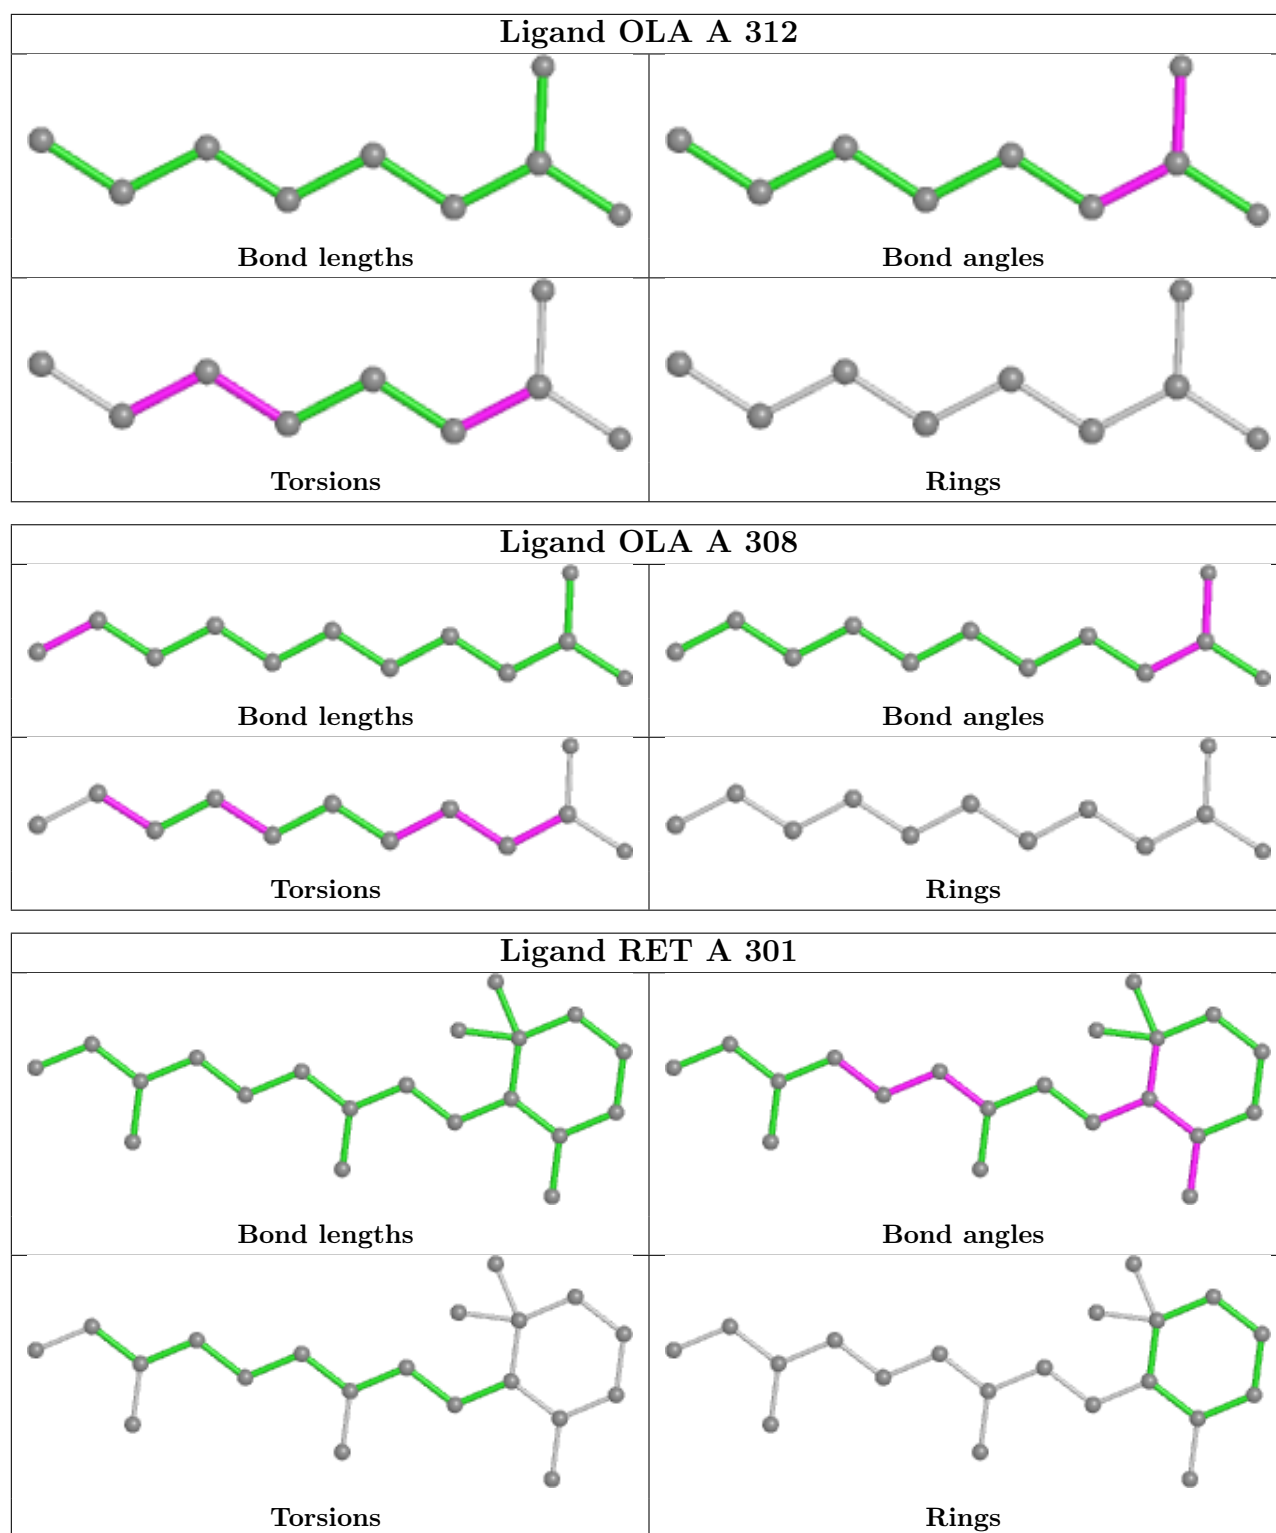 Ligand OLA A 312
Bond lengths
Bond angles
Torsions
Rings
Ligand OLA A 308
Bond lengths
Bond angles
Torsions
Rings
Ligand RET A 301
Bond lengths
Bond angles
Torsions
Rings